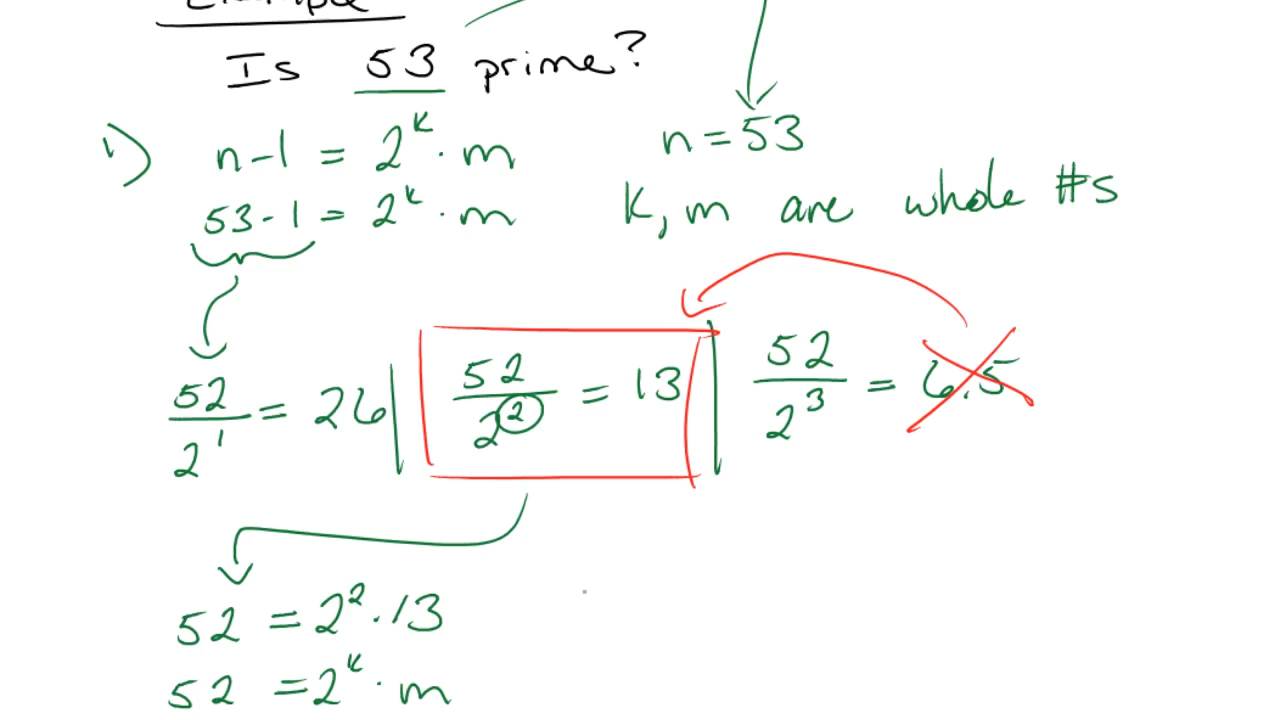 Example
Is 53 prime?
n = 53
1) n-1 = 2^k · m
53-1 = 2^k · m
k, m are whole #s
52/2^1 = 26 | 52/2^2 = 13 | 52/2^3 = 6.5
52 = 2^2 · 13
52 = 2^k · m